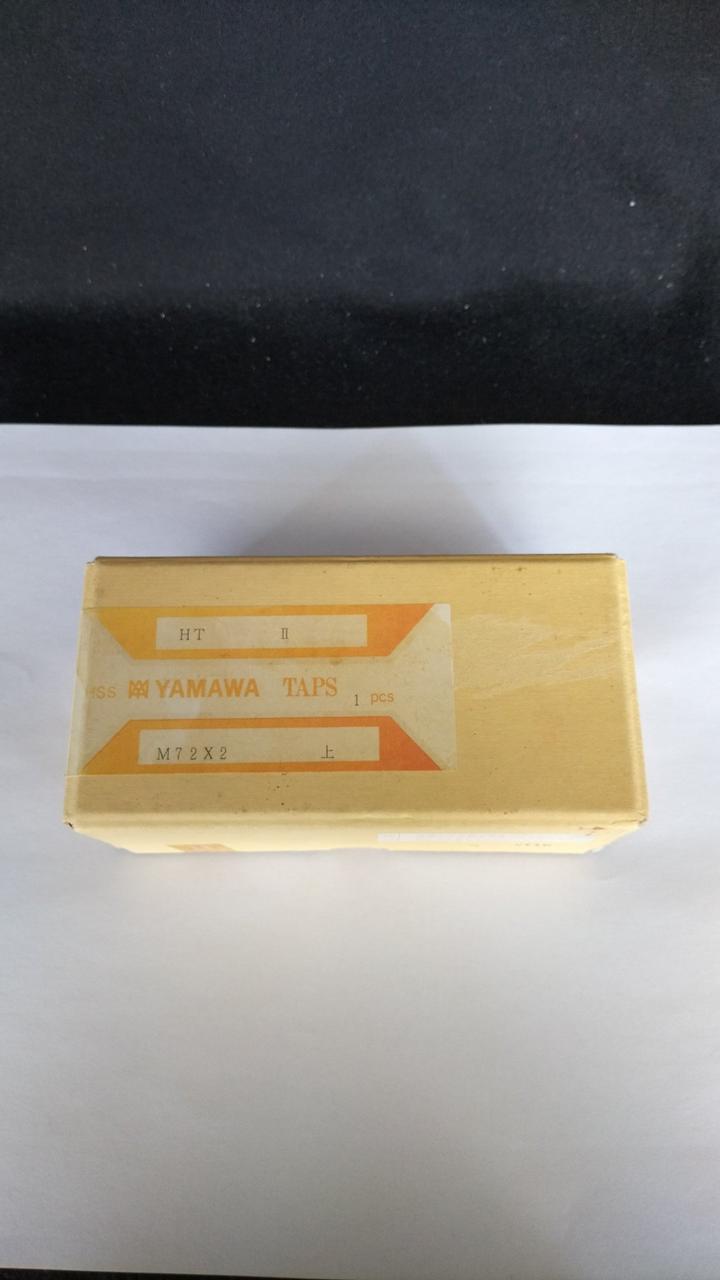 HT Ⅱ
HSS YAMAWA TAPS 1 pcs
M72X2 上